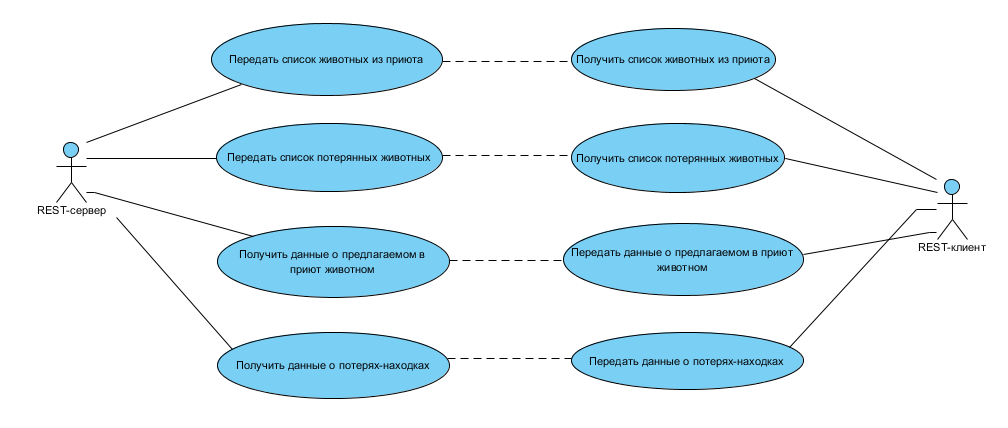 Передать список животных из приюта
Получить список животных из приюта
Передать список потерянных животных
Получить список потерянных животных
REST-сервер
REST-клиент
Получить данные о предлагаемом в
приют животном
Передать данные о предлагаемом в приют
животном
Получить данные о потерях-находках
Передать данные о потерях-находках